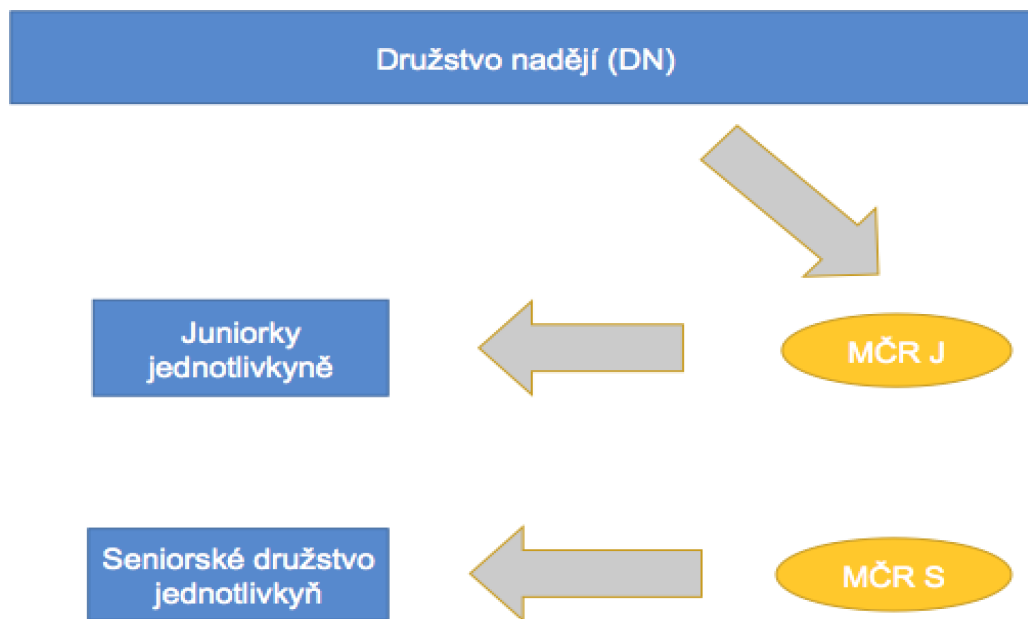 Družstvo nadějí (DN)
Juniorky
jednotlivkyně
MČR J
Seniorské družstvo
jednotlivkyň
MČR S